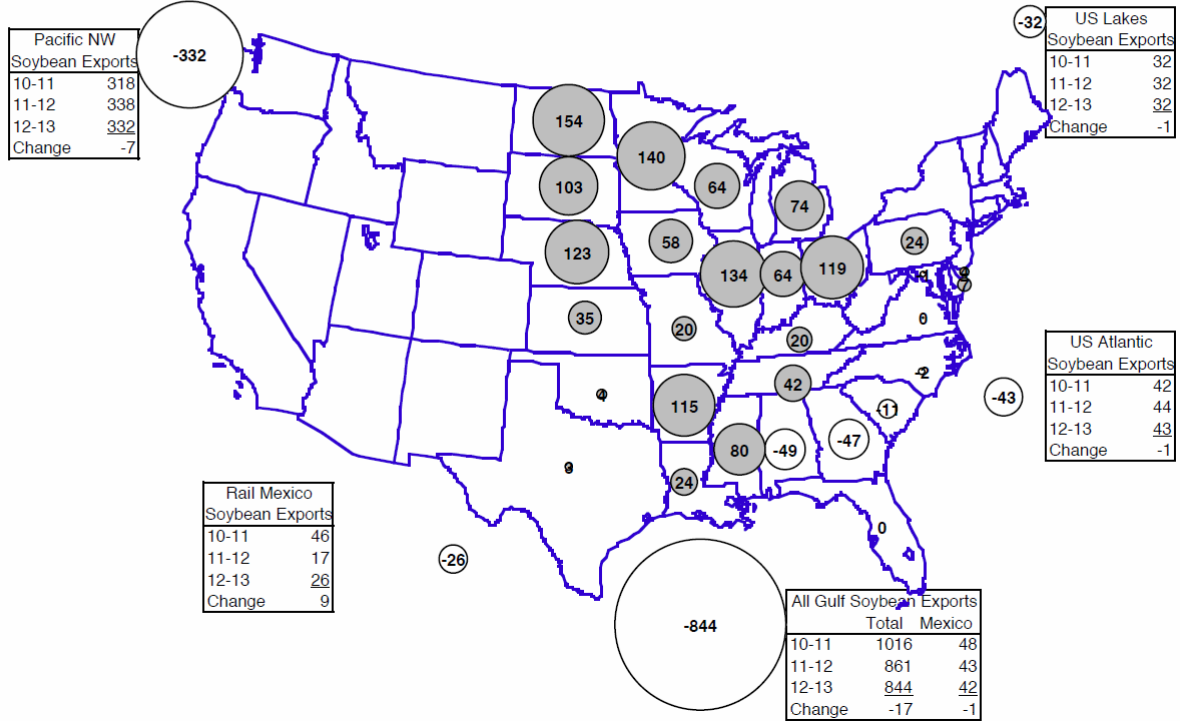 Pacific NW
Soybean Exports
10-11 318
11-12 338
12-13 332
Change -7
-332
-32
US Lakes
Soybean Exports
10-11 32
11-12 32
12-13 32
Change -1
154
140
103
64
74
123
58
134
64
119
24
35
20
20
0
-2
42
115
-11
80
-49
-47
24
0
US Atlantic
Soybean Exports
10-11 42
11-12 44
12-13 43
Change -1
-43
Rail Mexico
Soybean Exports
10-11 46
11-12 17
12-13 26
Change 9
-26
-844
All Gulf Soybean Exports
Total Mexico
10-11 1016 48
11-12 861 43
12-13 844 42
Change -17 -1